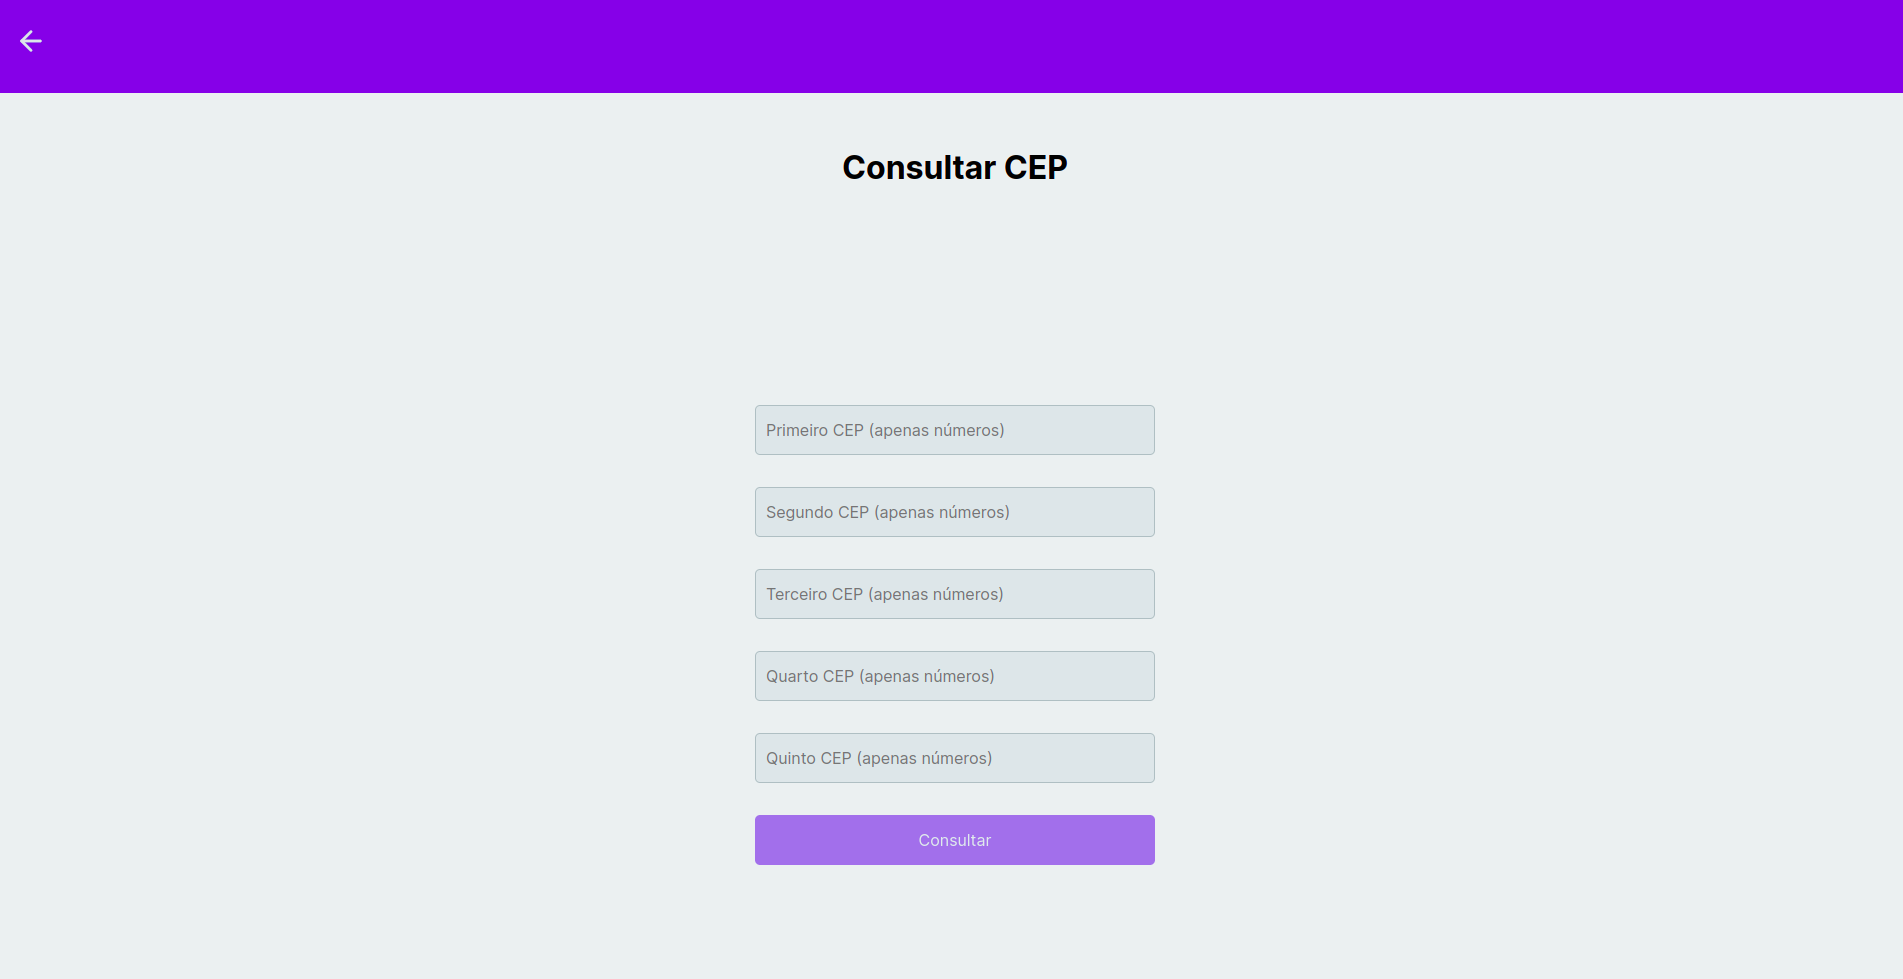 Consultar CEP
Primeiro CEP (apenas números)
Segundo CEP (apenas números)
Terceiro CEP (apenas números)
Quarto CEP (apenas números)
Quinto CEP (apenas números)
Consultar